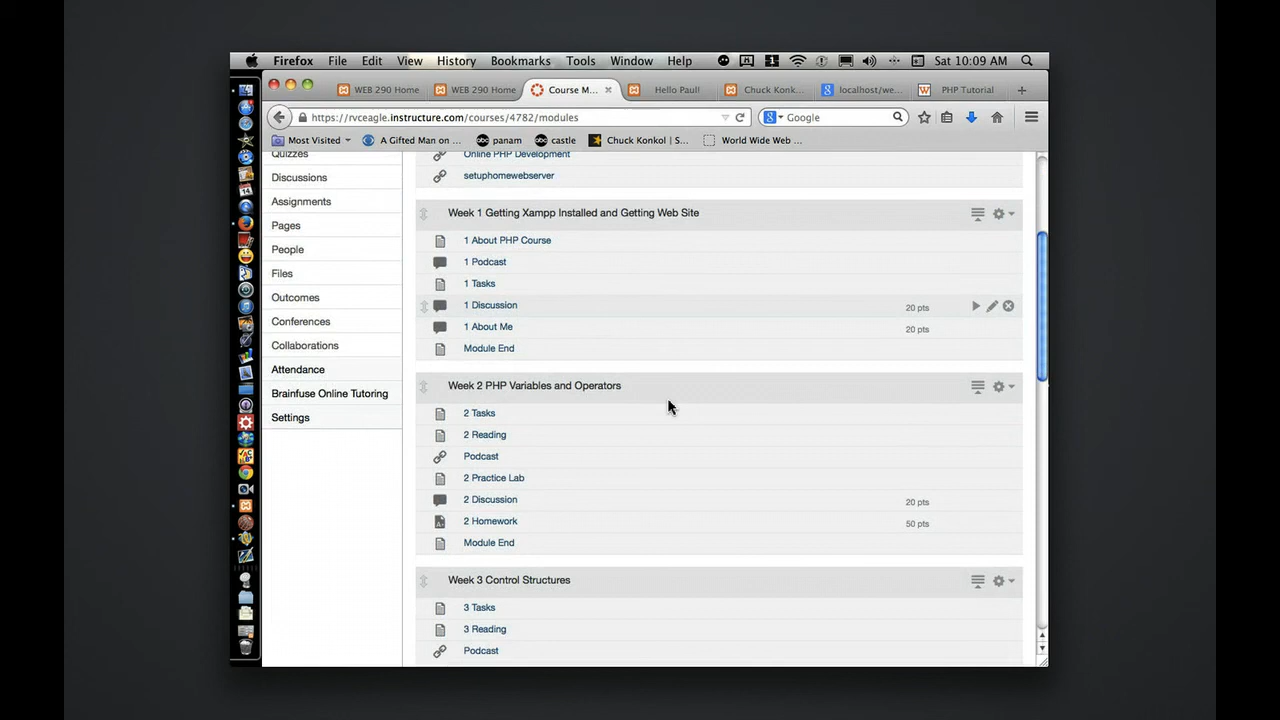 Firefox File Edit View History Bookmarks Tools Window Help Sat 10:09 AM
WEB 290 Home WEB 290 Home Course M... Hello Paul! Chuck Konk... localhost/we... PHP Tutorial
https://rvceagle.instructure.com/courses/4782/modules Google
Most Visited A Gifted Man on ... panam castle Chuck Konkol | S... World Wide Web ...
Quizzes
Discussions
Assignments
Pages
People
Files
Outcomes
Conferences
Collaborations
Attendance
Brainfuse Online Tutoring
Settings
Online PHP Development
setuphomewebserver
Week 1 Getting Xampp Installed and Getting Web Site
1 About PHP Course
1 Podcast
1 Tasks
1 Discussion 20 pts
1 About Me 20 pts
Module End
Week 2 PHP Variables and Operators
2 Tasks
2 Reading
Podcast
2 Practice Lab
2 Discussion 20 pts
2 Homework 50 pts
Module End
Week 3 Control Structures
3 Tasks
3 Reading
Podcast